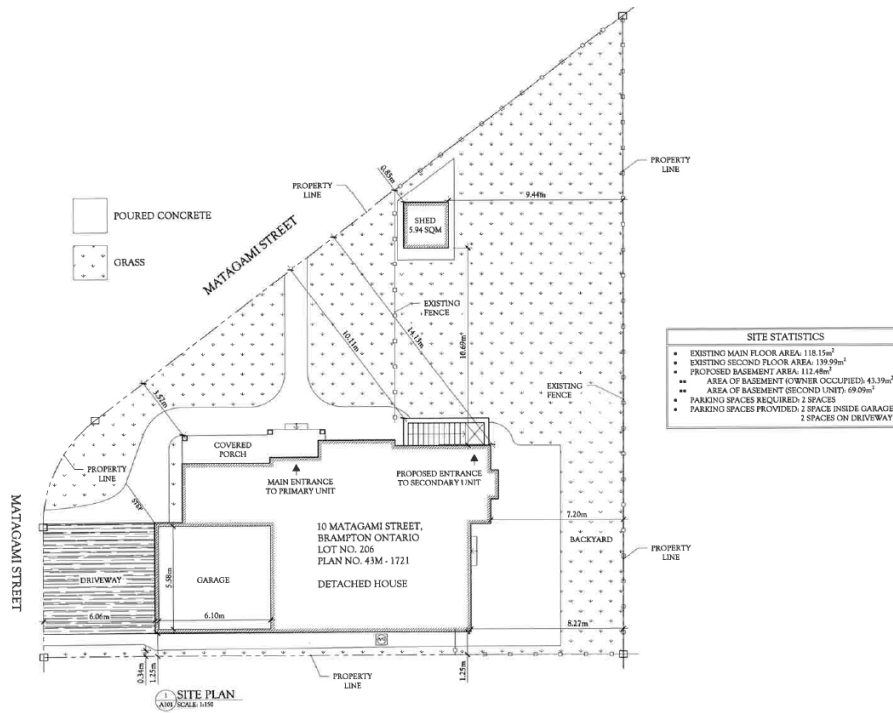 PROPERTY
LINE
0.85m
9.44m
PROPERTY
LINE
SHED
5.94 SQM
POURED CONCRETE
GRASS
MATAGAMI STREET
EXISTING
FENCE
10.11m
14.13m
10.69m
SITE STATISTICS
EXISTING MAIN FLOOR AREA: 118.15m²
EXISTING SECOND FLOOR AREA: 139.99m²
PROPOSED BASEMENT AREA: 112.48m²
AREA OF BASEMENT (OWNER OCCUPIED): 43.39m²
AREA OF BASEMENT (SECOND UNIT): 69.09m²
PARKING SPACES REQUIRED: 2 SPACES
PARKING SPACES PROVIDED: 2 SPACE INSIDE GARAGE
2 SPACES ON DRIVEWAY
EXISTING
FENCE
COVERED
PORCH
PROPERTY
LINE
MAIN ENTRANCE
TO PRIMARY UNIT
PROPOSED ENTRANCE
TO SECONDARY UNIT
STEP
MATAGAMI STREET
10 MATAGAMI STREET,
BRAMPTON ONTARIO
LOT NO. 206
PLAN NO. 43M - 1721
DETACHED HOUSE
7.20m
BACKYARD
PROPERTY
LINE
DRIVEWAY
GARAGE
5.58m
6.06m
6.10m
8.27m
0.34m
1.25m
1.25m
PROPERTY
LINE
1
A101
SITE PLAN
SCALE: 1:150